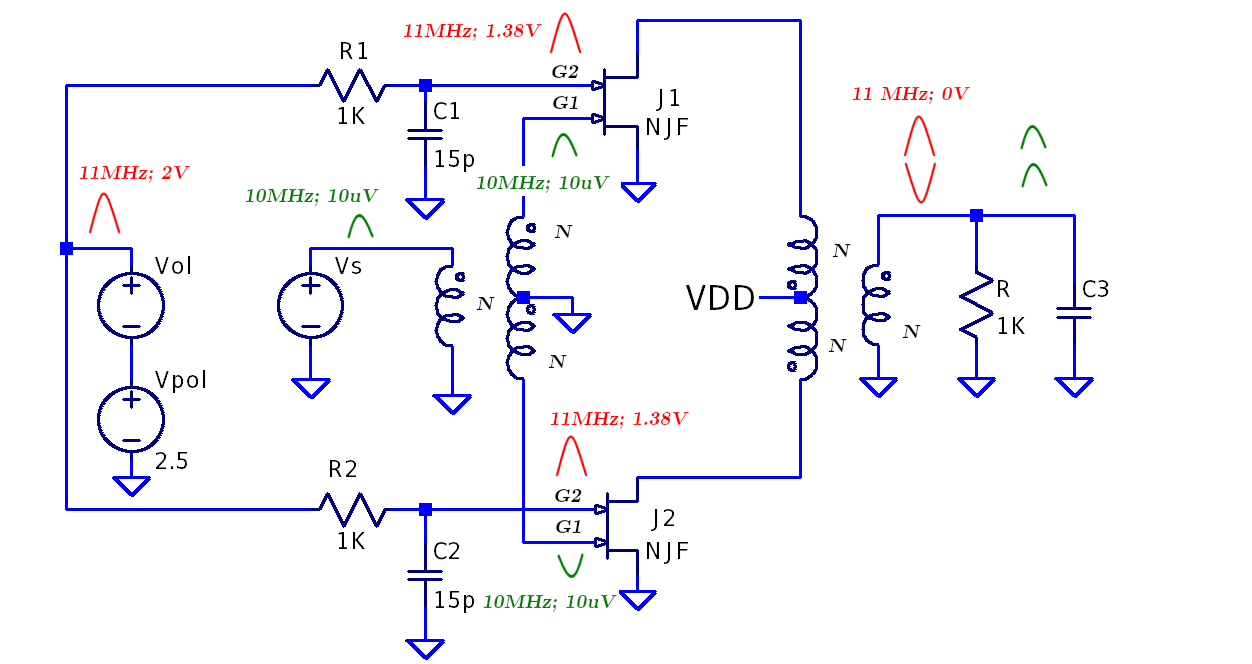 11MHz; 1.38V
R1
G2
1K
C1
G1
J1
NJF
15p
11 MHz; 0V
11MHz; 2V
10MHz; 10uV
10MHz; 10uV
N
Vol
Vs
N
N
VDD
N
N
N
R
1K
C3
Vpol
2.5
11MHz; 1.38V
R2
G2
1K
C2
G1
J2
NJF
15p
10MHz; 10uV